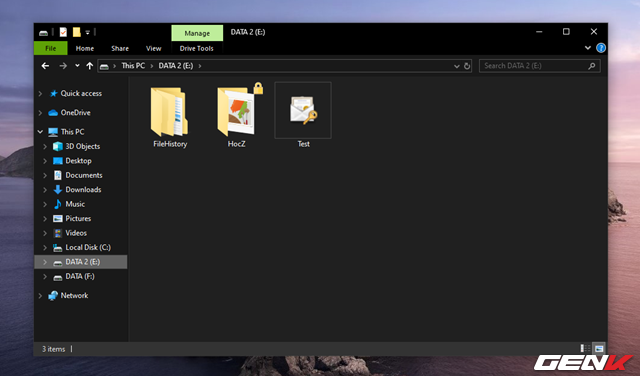 Manage
DATA 2 (E:)
File
Home
Share
View
Drive Tools
This PC > DATA 2 (E:) >
Search DATA 2 (E:)
Quick access
OneDrive
This PC
3D Objects
Desktop
Documents
Downloads
Music
Pictures
Videos
Local Disk (C:)
DATA 2 (E:)
DATA (F:)
Network
FileHistory
HocZ
Test
3 items
GENK